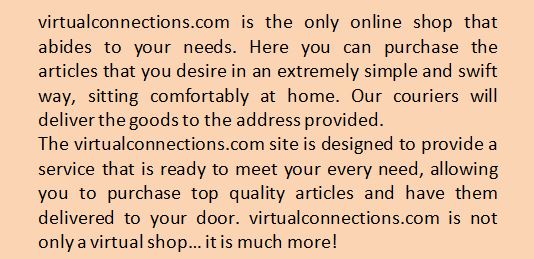 virtualconnections.com is the only online shop that
abides to your needs. Here you can purchase the
articles that you desire in an extremely simple and swift
way, sitting comfortably at home. Our couriers will
deliver the goods to the address provided.
The virtualconnections.com site is designed to provide a
service that is ready to meet your every need, allowing
you to purchase top quality articles and have them
delivered to your door. virtualconnections.com is not
only a virtual shop... it is much more!